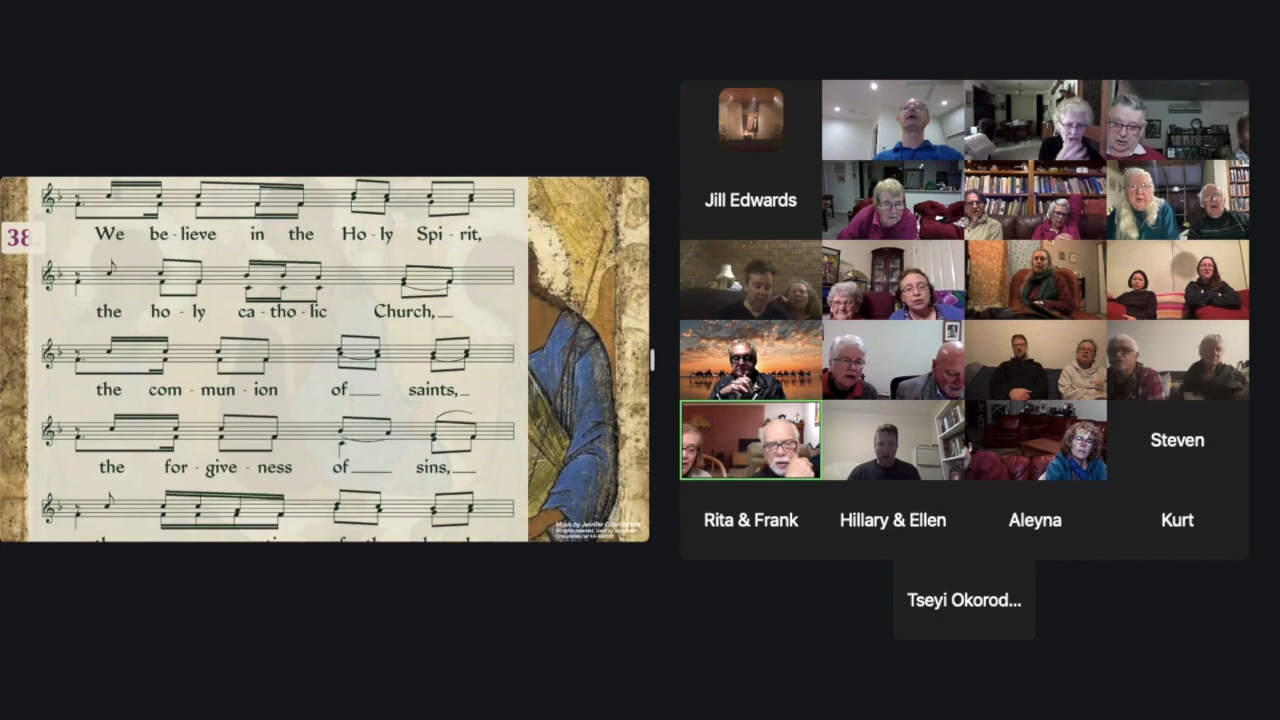 38
We be - lieve in the Ho - ly Spi - rit,
the ho - ly ca - tho - lic Church,
the com - mun - ion of saints,
the for - give - ness of sins,
Jill Edwards
Steven
Rita & Frank
Hillary & Ellen
Aleyna
Kurt
Tseyi Okorod...